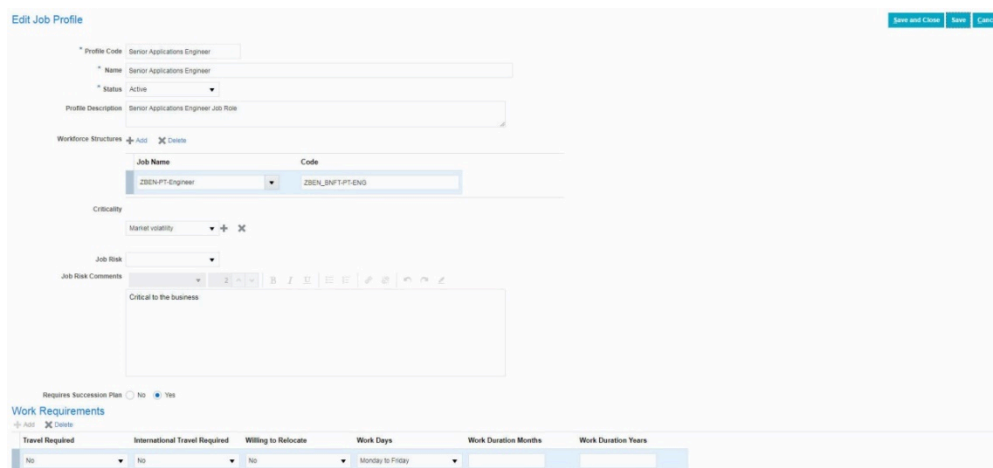 Edit Job Profile
Save and Close Save Canc
* Profile Code Senior Applications Engineer
* Name Senior Applications Engineer
* Status Active
Profile Description Senior Applications Engineer Job Role
Workforce Structures Add Delete
Job Name Code
ZBEN-PT-Engineer ZBEN_BNFT-PT-ENG
Criticality
Market volatility
Job Risk
Job Risk Comments
2 B I U
Critical to the business
Requires Succession Plan No Yes
Work Requirements
Add Delete
Travel Required International Travel Required Willing to Relocate Work Days Work Duration Months Work Duration Years
No No No Monday to Friday